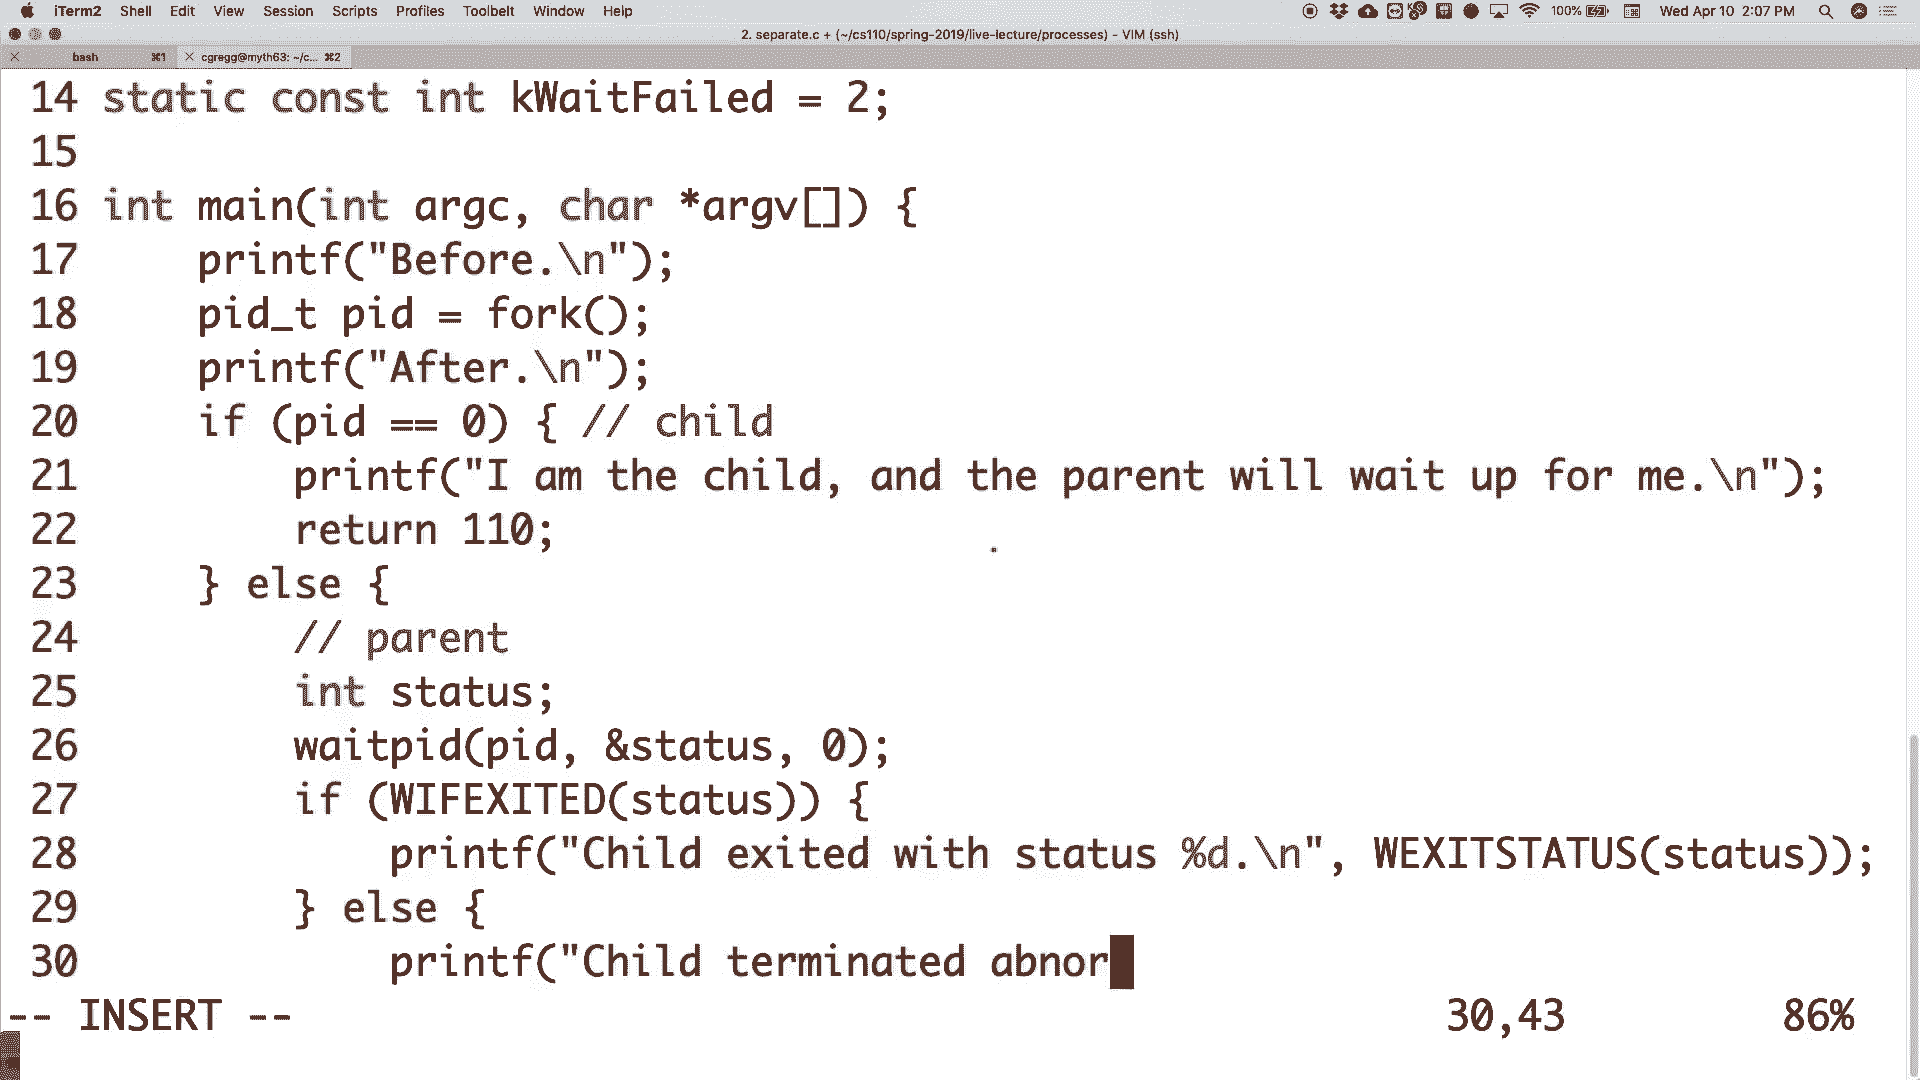 iTerm2 Shell Edit View Session Scripts Profiles Toolbelt Window Help 100% Wed Apr 10 2:07 PM
2. separate.c + (~/cs110/spring-2019/live-lecture/processes) - VIM (ssh)
bash ⌘1 cgregg@myth63: ~/c... ⌘2
14 static const int kWaitFailed = 2;
15
16 int main(int argc, char *argv[]) {
17     printf("Before.\n");
18     pid_t pid = fork();
19     printf("After.\n");
20     if (pid == 0) { // child
21         printf("I am the child, and the parent will wait up for me.\n");
22         return 110;
23     } else {
24         // parent
25         int status;
26         waitpid(pid, &status, 0);
27         if (WIFEXITED(status)) {
28             printf("Child exited with status %d.\n", WEXITSTATUS(status));
29         } else {
30             printf("Child terminated abnor
-- INSERT -- 30,43 86%